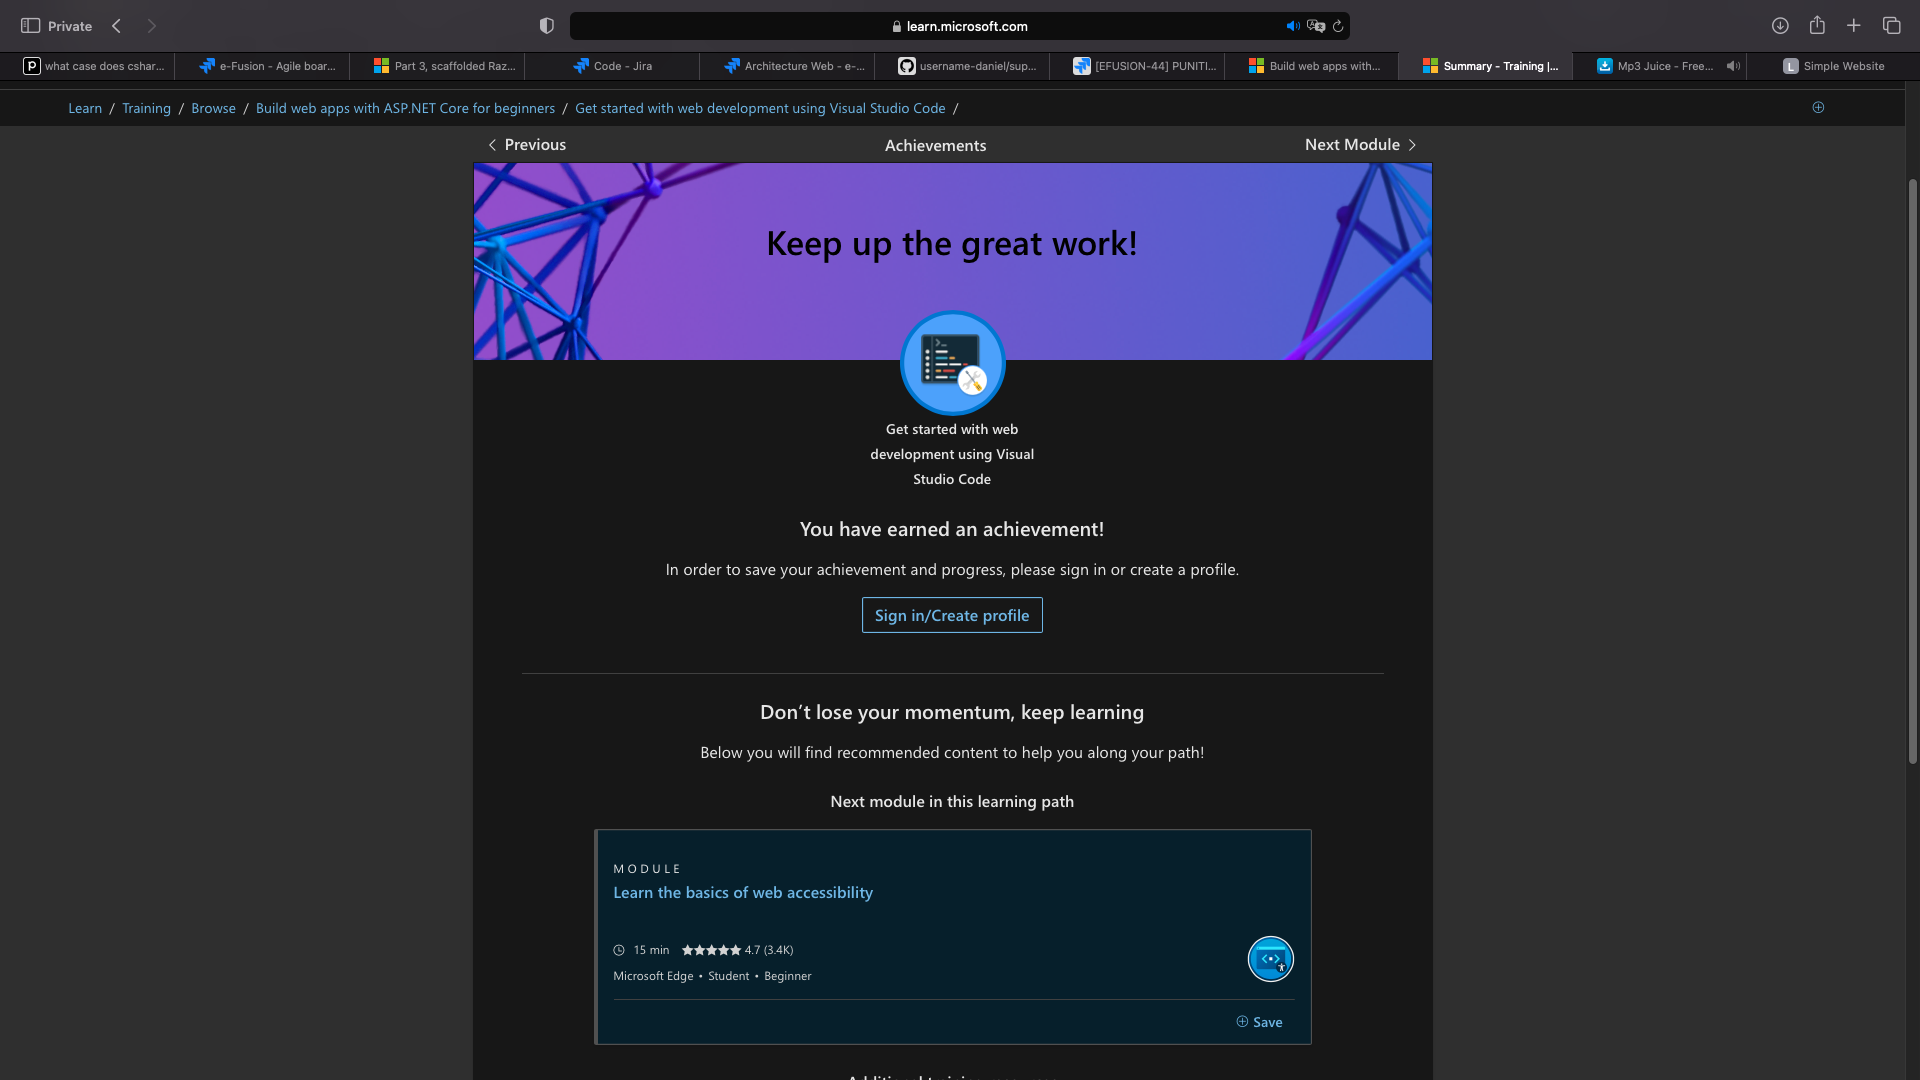 Private
learn.microsoft.com
what case does cshar...
e-Fusion - Agile boar...
Part 3, scaffolded Raz...
Code - Jira
Architecture Web - e-...
username-daniel/sup...
[EFUSION-44] PUNITI...
Build web apps with...
Summary - Training |...
Mp3 Juice - Free...
L Simple Website
Learn / Training / Browse / Build web apps with ASP.NET Core for beginners / Get started with web development using Visual Studio Code /
Previous
Achievements
Next Module
Keep up the great work!
Get started with web
development using Visual
Studio Code
You have earned an achievement!
In order to save your achievement and progress, please sign in or create a profile.
Sign in/Create profile
Don’t lose your momentum, keep learning
Below you will find recommended content to help you along your path!
Next module in this learning path
MODULE
Learn the basics of web accessibility
15 min ★★★★★ 4.7 (3.4K)
Microsoft Edge • Student • Beginner
Save